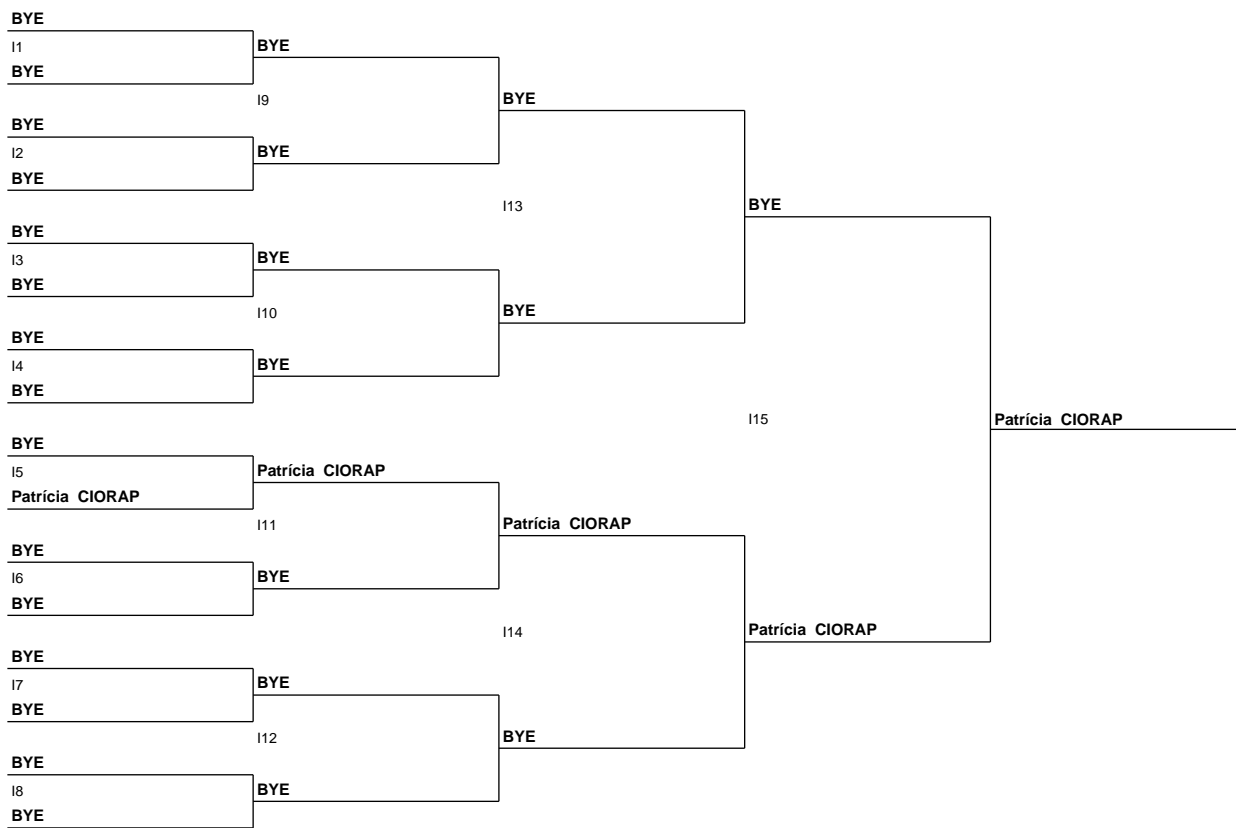 BYE
I1
BYE
BYE
I9
BYE
BYE
I2
BYE
BYE
I13
BYE
BYE
I3
BYE
BYE
I10
BYE
BYE
I4
BYE
BYE
I15
Patrícia CIORAP
BYE
I5
Patrícia CIORAP
Patrícia CIORAP
I11
Patrícia CIORAP
BYE
I6
BYE
BYE
I14
Patrícia CIORAP
BYE
I7
BYE
BYE
I12
BYE
BYE
I8
BYE
BYE